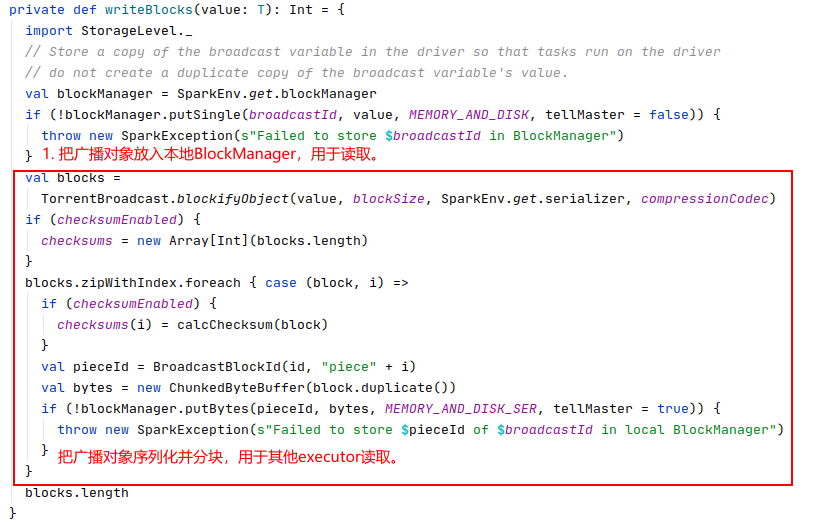 private def writeBlocks(value: T): Int = {
import StorageLevel._
// Store a copy of the broadcast variable in the driver so that tasks run on the driver
// do not create a duplicate copy of the broadcast variable's value.
val blockManager = SparkEnv.get.blockManager
if (!blockManager.putSingle(broadcastId, value, MEMORY_AND_DISK, tellMaster = false)) {
throw new SparkException(s"Failed to store $broadcastId in BlockManager")
} 1. 把广播对象放入本地BlockManager，用于读取。
val blocks =
TorrentBroadcast.blockifyObject(value, blockSize, SparkEnv.get.serializer, compressionCodec)
if (checksumEnabled) {
checksums = new Array[Int](blocks.length)
}
blocks.zipWithIndex.foreach { case (block, i) =>
if (checksumEnabled) {
checksums(i) = calcChecksum(block)
}
val pieceId = BroadcastBlockId(id, "piece" + i)
val bytes = new ChunkedByteBuffer(block.duplicate())
if (!blockManager.putBytes(pieceId, bytes, MEMORY_AND_DISK_SER, tellMaster = true)) {
throw new SparkException(s"Failed to store $pieceId of $broadcastId in local BlockManager")
} 把广播对象序列化并分块，用于其他executor读取。
}
blocks.length
}